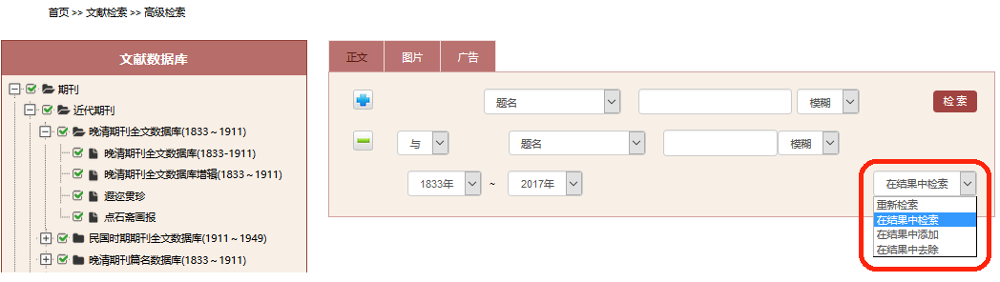 首页 >> 文献检索 >> 高级检索
文献数据库
期刊
近代期刊
晚清期刊全文数据库(1833～1911)
晚清期刊全文数据库(1833-1911)
晚清期刊全文数据库增辑(1833～1911)
遐迩贯珍
点石斋画报
民国时期期刊全文数据库(1911～1949)
晚清期刊篇名数据库(1833～1911)
正文 图片 广告
题名 模糊 检 索
与 题名 模糊
1833年 ~ 2017年 在结果中检索
重新检索
在结果中检索
在结果中添加
在结果中去除